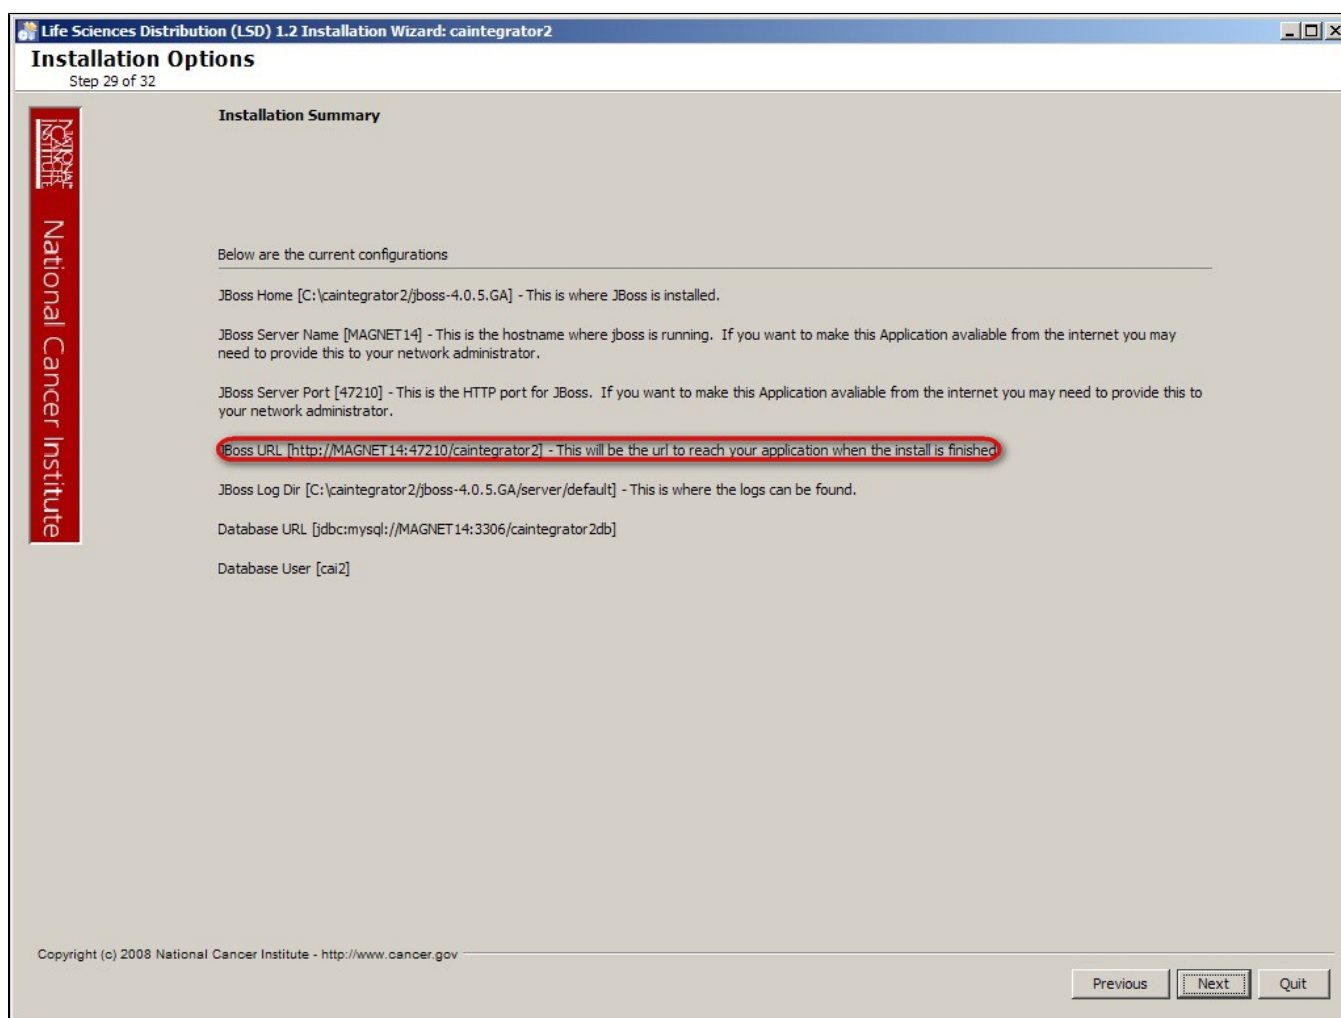 Life Sciences Distribution (LSD) 1.2 Installation Wizard: caintegrator2
Installation Options
Step 29 of 32
NATIONAL
CANCER
INSTITUTE
National Cancer Institute
Installation Summary
Below are the current configurations
JBoss Home [C:\caintegrator2/jboss-4.0.5.GA] - This is where JBoss is installed.
JBoss Server Name [MAGNET14] - This is the hostname where jboss is running.  If you want to make this Application avaliable from the internet you may
need to provide this to your network administrator.
JBoss Server Port [47210] - This is the HTTP port for JBoss.  If you want to make this Application avaliable from the internet you may need to provide this to
your network administrator.
JBoss URL [http://MAGNET14:47210/caintegrator2] - This will be the url to reach your application when the install is finished
JBoss Log Dir [C:\caintegrator2/jboss-4.0.5.GA/server/default] - This is where the logs can be found.
Database URL [jdbc:mysql://MAGNET14:3306/caintegrator2db]
Database User [cai2]
Copyright (c) 2008 National Cancer Institute - http://www.cancer.gov
Previous Next Quit